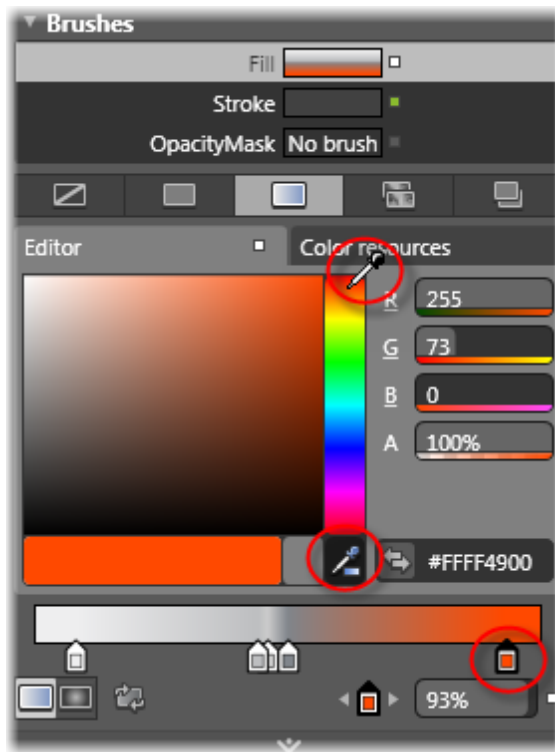 Brushes
Fill
Stroke
OpacityMask No brush
Editor Color resources
R 255
G 73
B 0
A 100%
#FFFF4900
93%